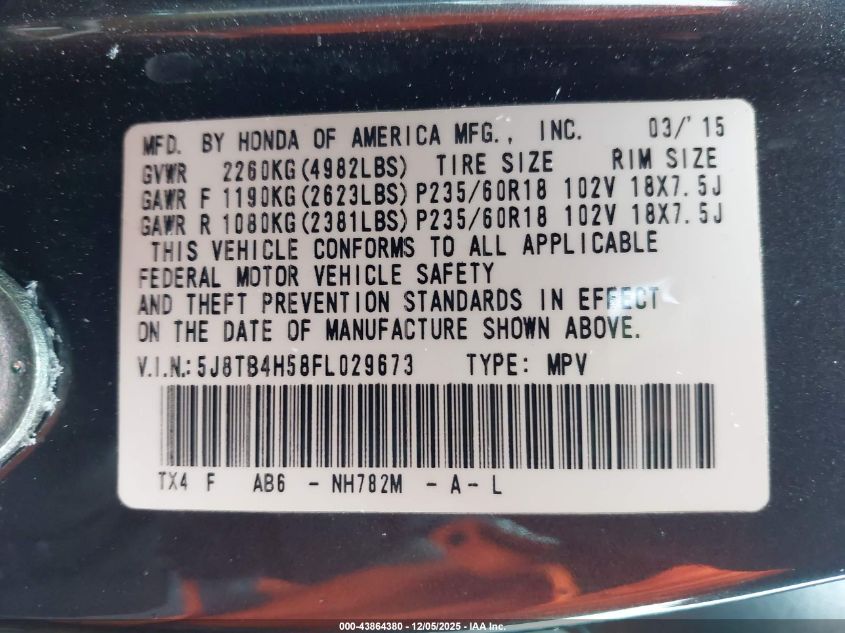 MFD. BY HONDA OF AMERICA MFG., INC. 03/'15
GVWR 2260KG(4982LBS) TIRE SIZE RIM SIZE
GAWR F 1190KG(2623LBS) P235/60R18 102V 18X7.5J
GAWR R 1080KG(2381LBS) P235/60R18 102V 18X7.5J
THIS VEHICLE CONFORMS TO ALL APPLICABLE
FEDERAL MOTOR VEHICLE SAFETY
AND THEFT PREVENTION STANDARDS IN EFFECT
ON THE DATE OF MANUFACTURE SHOWN ABOVE.
V.I.N.: 5J8TB4H58FL029673 TYPE: MPV
TX4 F AB6 - NH782M - A - L
000-43864380 - 12/05/2025 - IAA Inc.